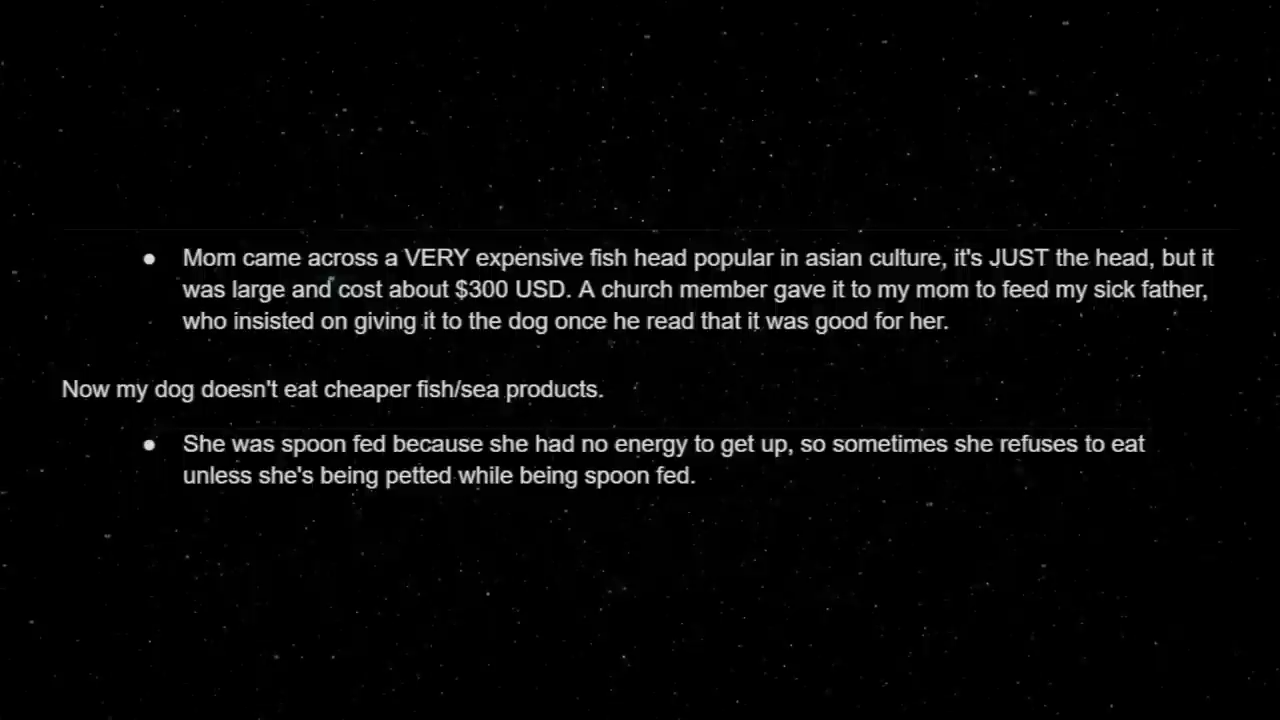 ● Mom came across a VERY expensive fish head popular in asian culture, it's JUST the head, but it
was large and cost about $300 USD. A church member gave it to my mom to feed my sick father,
who insisted on giving it to the dog once he read that it was good for her.
Now my dog doesn't eat cheaper fish/sea products.
● She was spoon fed because she had no energy to get up, so sometimes she refuses to eat
unless she's being petted while being spoon fed.